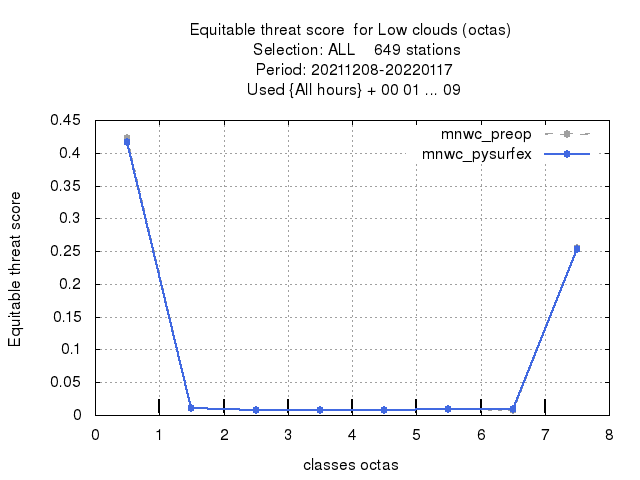 Equitable threat score  for Low clouds (octas)
Selection: ALL    649 stations
Period: 20211208-20220117
Used {All hours} + 00 01 ... 09
mnwc_preop
mnwc_pysurfex
Equitable threat score
0.45
0.4
0.35
0.3
0.25
0.2
0.15
0.1
0.05
0
0 1 2 3 4 5 6 7 8
classes octas